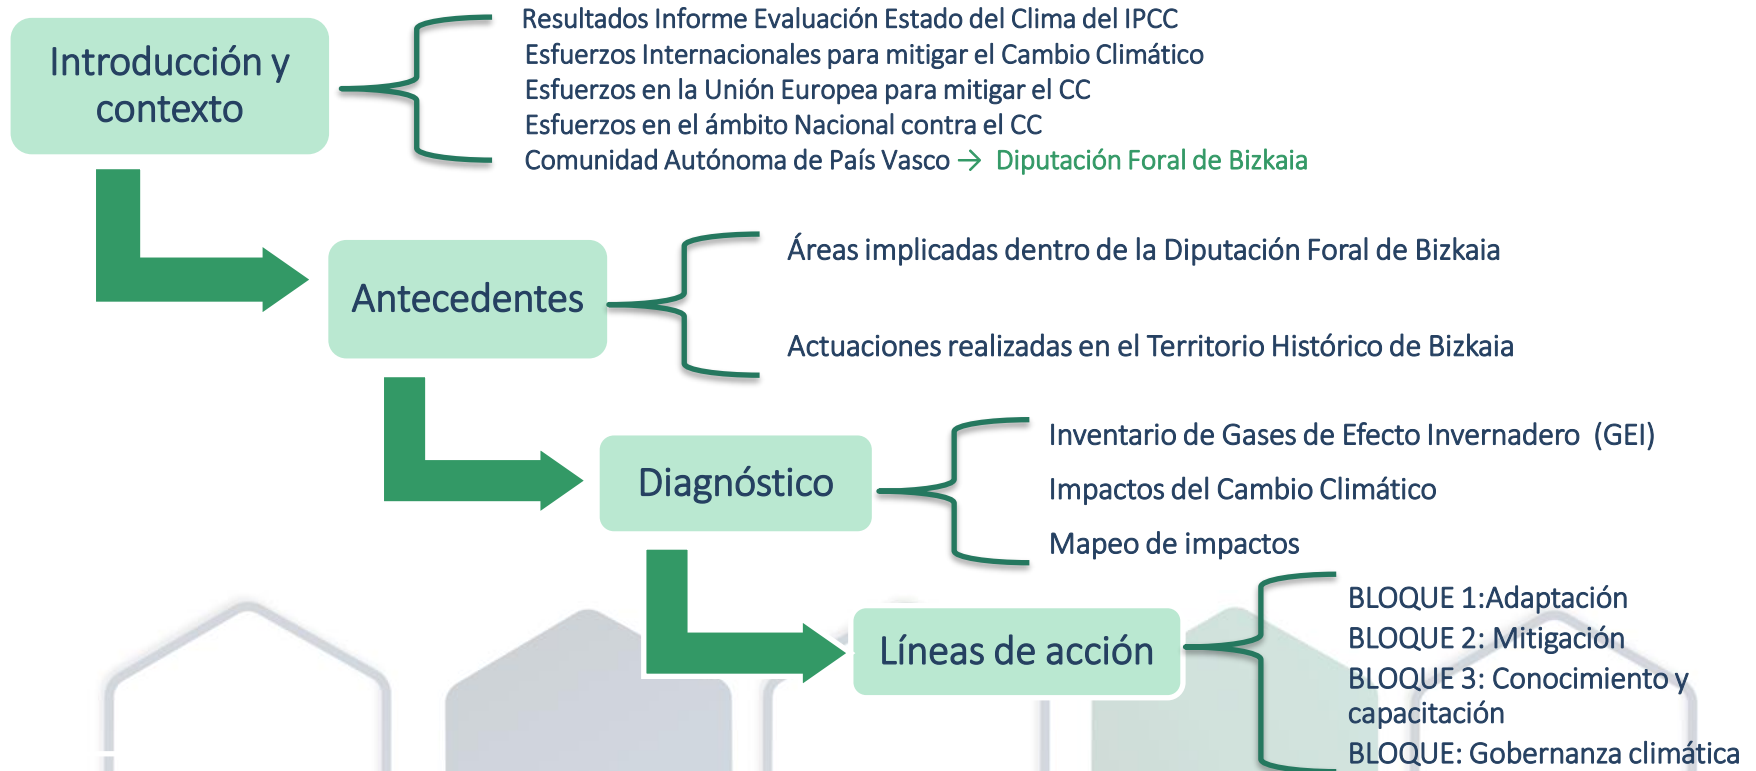 Introducción y
contexto
Resultados Informe Evaluación Estado del Clima del IPCC
Esfuerzos Internacionales para mitigar el Cambio Climático
Esfuerzos en la Unión Europea para mitigar el CC
Esfuerzos en el ámbito Nacional contra el CC
Comunidad Autónoma de País Vasco → Diputación Foral de Bizkaia
Antecedentes
Áreas implicadas dentro de la Diputación Foral de Bizkaia
Actuaciones realizadas en el Territorio Histórico de Bizkaia
Diagnóstico
Inventario de Gases de Efecto Invernadero (GEI)
Impactos del Cambio Climático
Mapeo de impactos
Líneas de acción
BLOQUE 1:Adaptación
BLOQUE 2: Mitigación
BLOQUE 3: Conocimiento y
capacitación
BLOQUE: Gobernanza climática